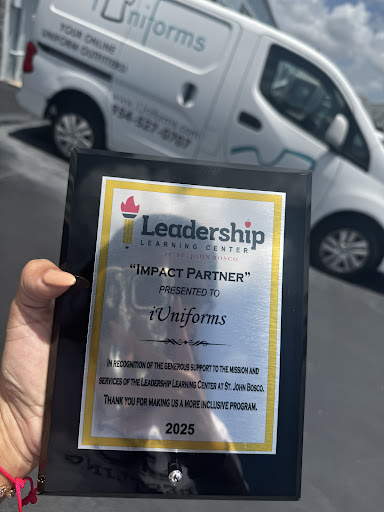 iUniforms
YOUR ONLINE
UNIFORM OUTFITTERS
954-527-0707
Leadership
LEARNING CENTER
AT ST. JOHN BOSCO
"IMPACT PARTNER"
PRESENTED TO
iUniforms
IN RECOGNITION OF THE GENEROUS SUPPORT TO THE MISSION AND
SERVICES OF THE LEADERSHIP LEARNING CENTER AT ST. JOHN BOSCO.
THANK YOU FOR MAKING US A MORE INCLUSIVE PROGRAM.
2025